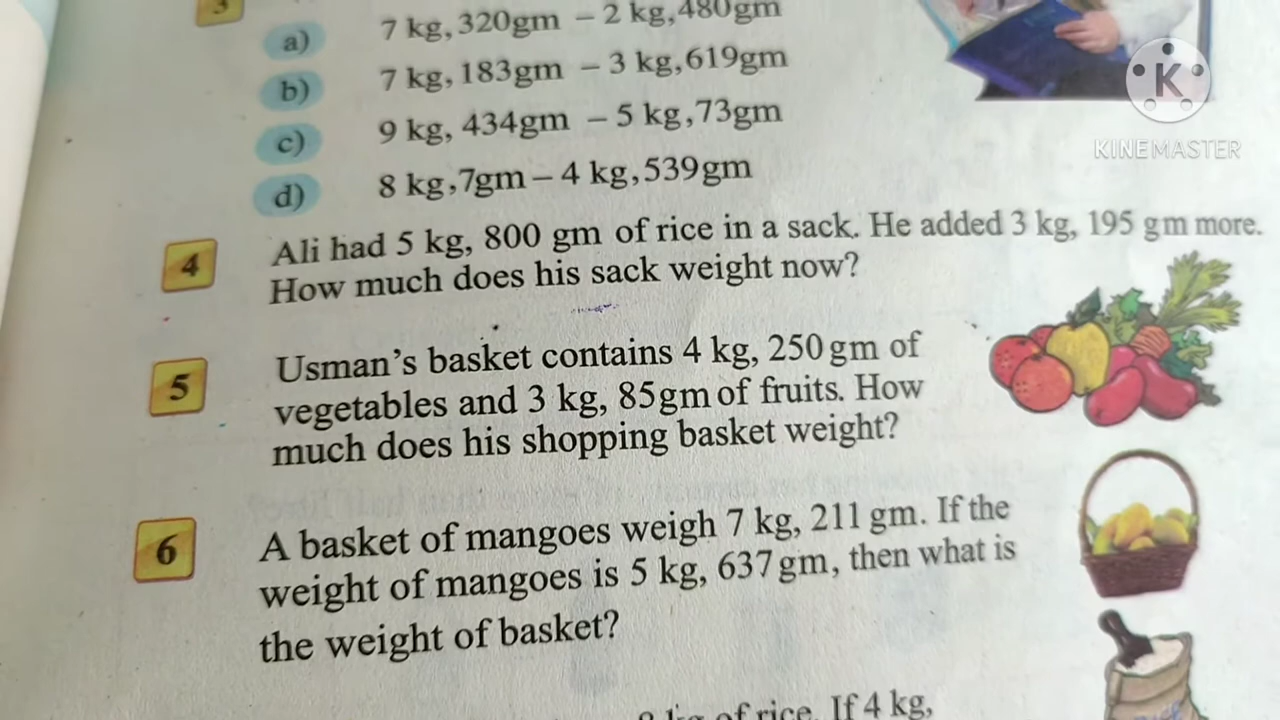 3
a) 7 kg, 320gm – 2 kg,480gm
b) 7 kg, 183gm – 3 kg,619gm
c) 9 kg, 434gm – 5 kg,73gm
d) 8 kg,7gm – 4 kg,539gm
4 Ali had 5 kg, 800 gm of rice in a sack. He added 3 kg, 195 gm more.
How much does his sack weight now?
5 Usman's basket contains 4 kg, 250 gm of
vegetables and 3 kg, 85gm of fruits. How
much does his shopping basket weight?
6 A basket of mangoes weigh 7 kg, 211 gm. If the
weight of mangoes is 5 kg, 637 gm, then what is
the weight of basket?
of rice. If 4 kg,
K
KINEMASTER